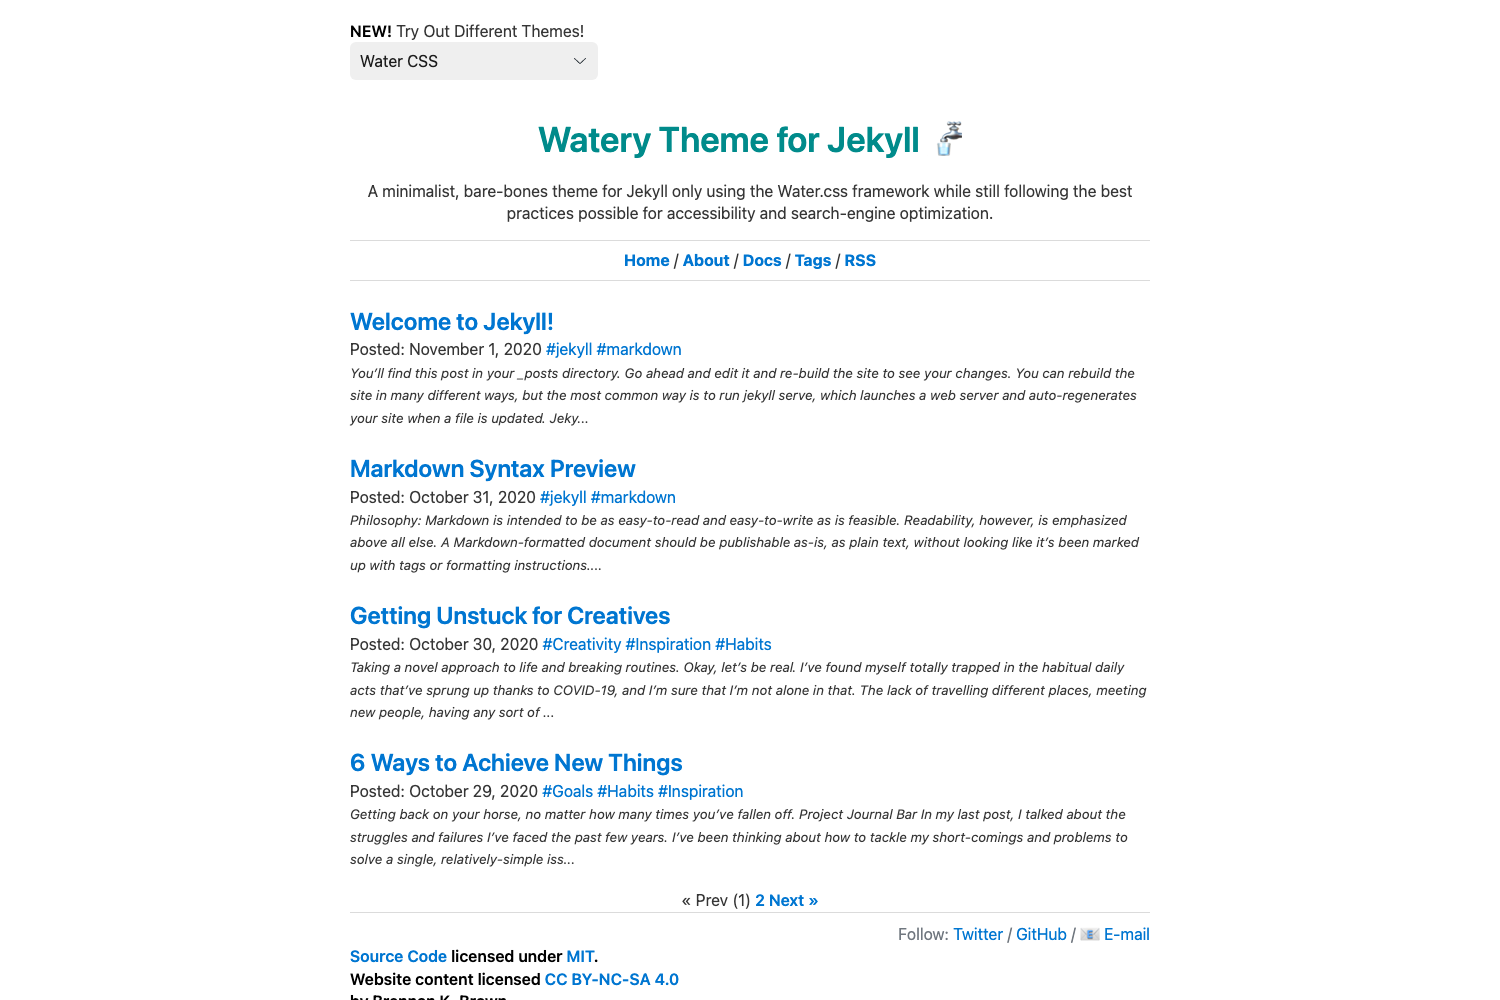 NEW! Try Out Different Themes!
Water CSS
Watery Theme for Jekyll
A minimalist, bare-bones theme for Jekyll only using the Water.css framework while still following the best
practices possible for accessibility and search-engine optimization.
Home / About / Docs / Tags / RSS
Welcome to Jekyll!
Posted: November 1, 2020 #jekyll #markdown
You’ll find this post in your _posts directory. Go ahead and edit it and re-build the site to see your changes. You can rebuild the
site in many different ways, but the most common way is to run jekyll serve, which launches a web server and auto-regenerates
your site when a file is updated. Jeky...
Markdown Syntax Preview
Posted: October 31, 2020 #jekyll #markdown
Philosophy: Markdown is intended to be as easy-to-read and easy-to-write as is feasible. Readability, however, is emphasized
above all else. A Markdown-formatted document should be publishable as-is, as plain text, without looking like it’s been marked
up with tags or formatting instructions....
Getting Unstuck for Creatives
Posted: October 30, 2020 #Creativity #Inspiration #Habits
Taking a novel approach to life and breaking routines. Okay, let’s be real. I’ve found myself totally trapped in the habitual daily
acts that’ve sprung up thanks to COVID-19, and I’m sure that I’m not alone in that. The lack of travelling different places, meeting
new people, having any sort of ...
6 Ways to Achieve New Things
Posted: October 29, 2020 #Goals #Habits #Inspiration
Getting back on your horse, no matter how many times you’ve fallen off. Project Journal Bar In my last post, I talked about the
struggles and failures I’ve faced the past few years. I’ve been thinking about how to tackle my short-comings and problems to
solve a single, relatively-simple iss...
« Prev (1) 2 Next »
Follow: Twitter / GitHub / E-mail
Source Code licensed under MIT.
Website content licensed CC BY-NC-SA 4.0
by Brennan K. Brown